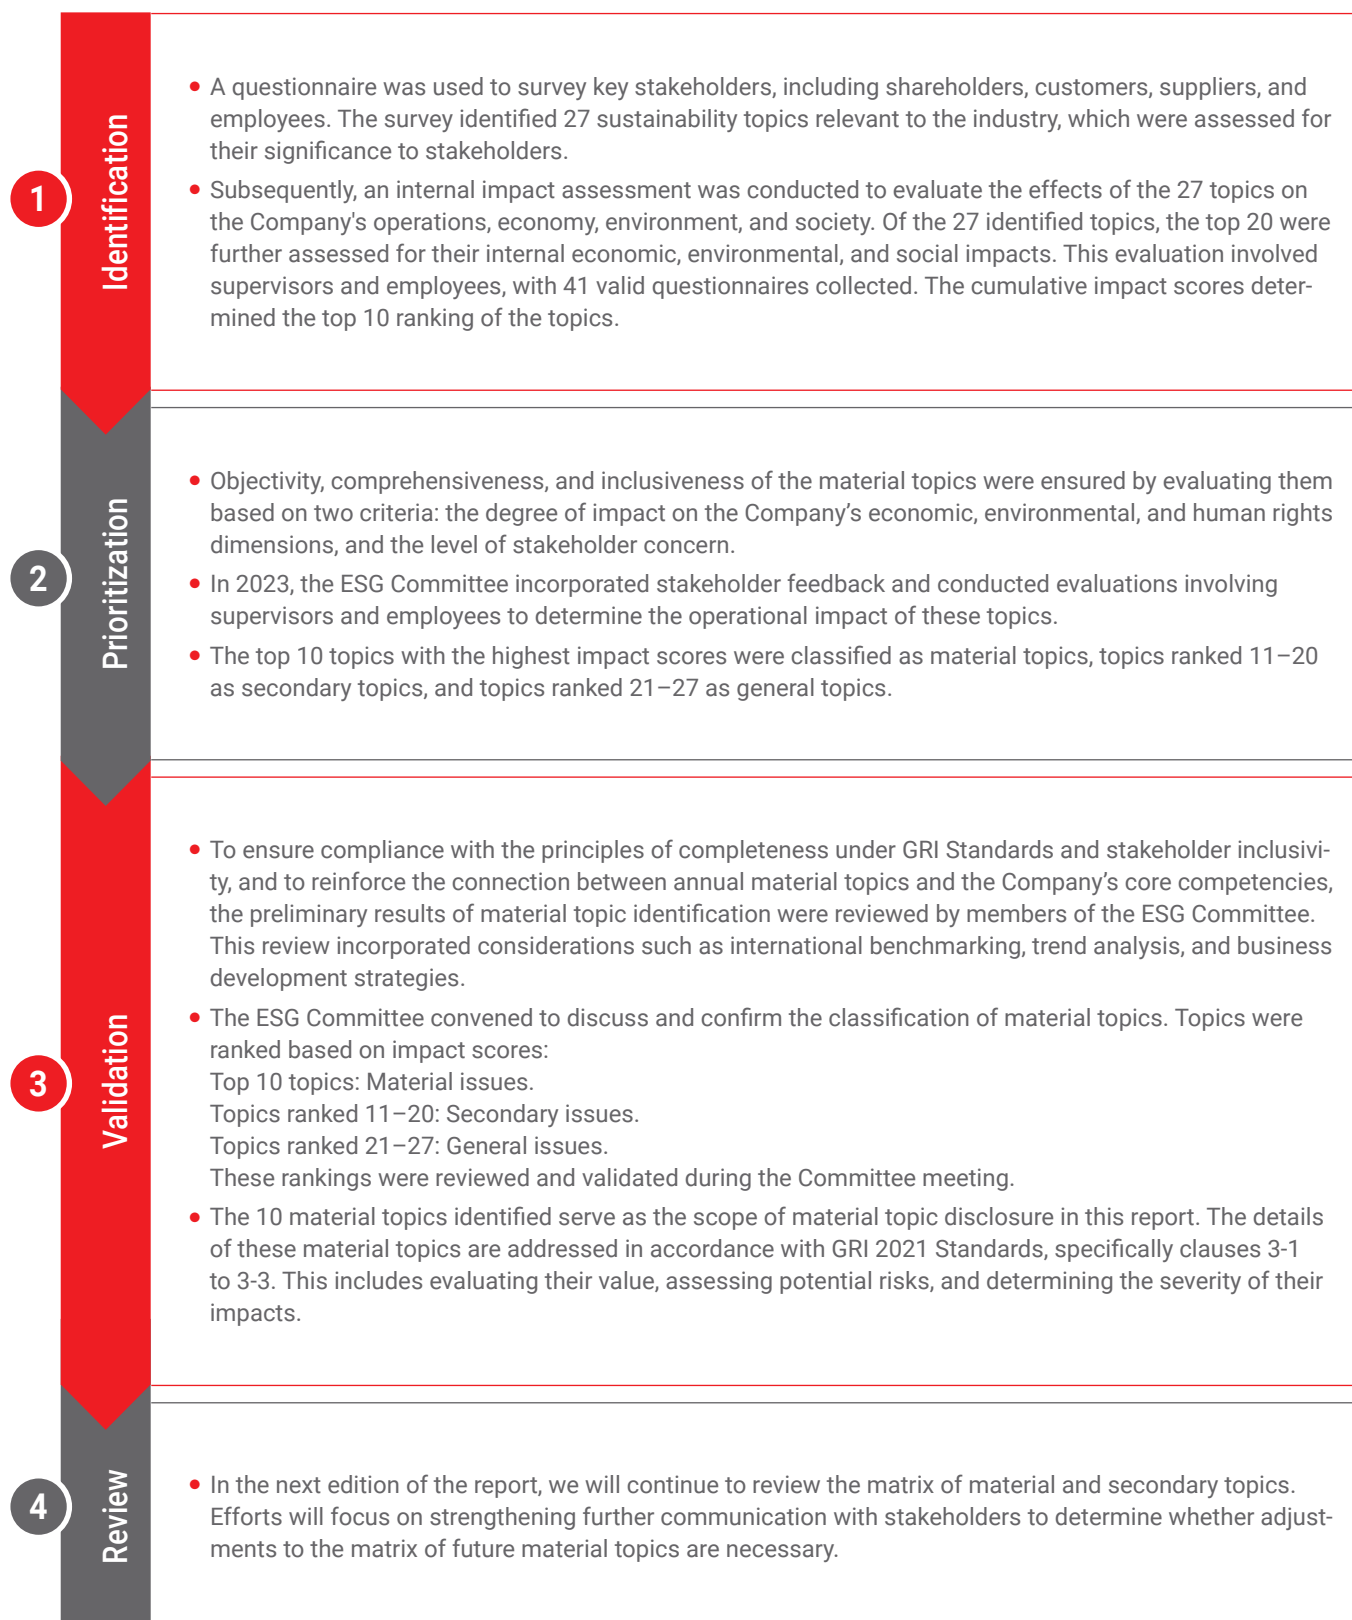 1
Identification
• A questionnaire was used to survey key stakeholders, including shareholders, customers, suppliers, and
employees. The survey identified 27 sustainability topics relevant to the industry, which were assessed for
their significance to stakeholders.
• Subsequently, an internal impact assessment was conducted to evaluate the effects of the 27 topics on
the Company's operations, economy, environment, and society. Of the 27 identified topics, the top 20 were
further assessed for their internal economic, environmental, and social impacts. This evaluation involved
supervisors and employees, with 41 valid questionnaires collected. The cumulative impact scores deter-
mined the top 10 ranking of the topics.
2
Prioritization
• Objectivity, comprehensiveness, and inclusiveness of the material topics were ensured by evaluating them
based on two criteria: the degree of impact on the Company’s economic, environmental, and human rights
dimensions, and the level of stakeholder concern.
• In 2023, the ESG Committee incorporated stakeholder feedback and conducted evaluations involving
supervisors and employees to determine the operational impact of these topics.
• The top 10 topics with the highest impact scores were classified as material topics, topics ranked 11–20
as secondary topics, and topics ranked 21–27 as general topics.
3
Validation
• To ensure compliance with the principles of completeness under GRI Standards and stakeholder inclusivi-
ty, and to reinforce the connection between annual material topics and the Company’s core competencies,
the preliminary results of material topic identification were reviewed by members of the ESG Committee.
This review incorporated considerations such as international benchmarking, trend analysis, and business
development strategies.
• The ESG Committee convened to discuss and confirm the classification of material topics. Topics were
ranked based on impact scores:
Top 10 topics: Material issues.
Topics ranked 11–20: Secondary issues.
Topics ranked 21–27: General issues.
These rankings were reviewed and validated during the Committee meeting.
• The 10 material topics identified serve as the scope of material topic disclosure in this report. The details
of these material topics are addressed in accordance with GRI 2021 Standards, specifically clauses 3-1
to 3-3. This includes evaluating their value, assessing potential risks, and determining the severity of their
impacts.
4
Review
• In the next edition of the report, we will continue to review the matrix of material and secondary topics.
Efforts will focus on strengthening further communication with stakeholders to determine whether adjust-
ments to the matrix of future material topics are necessary.